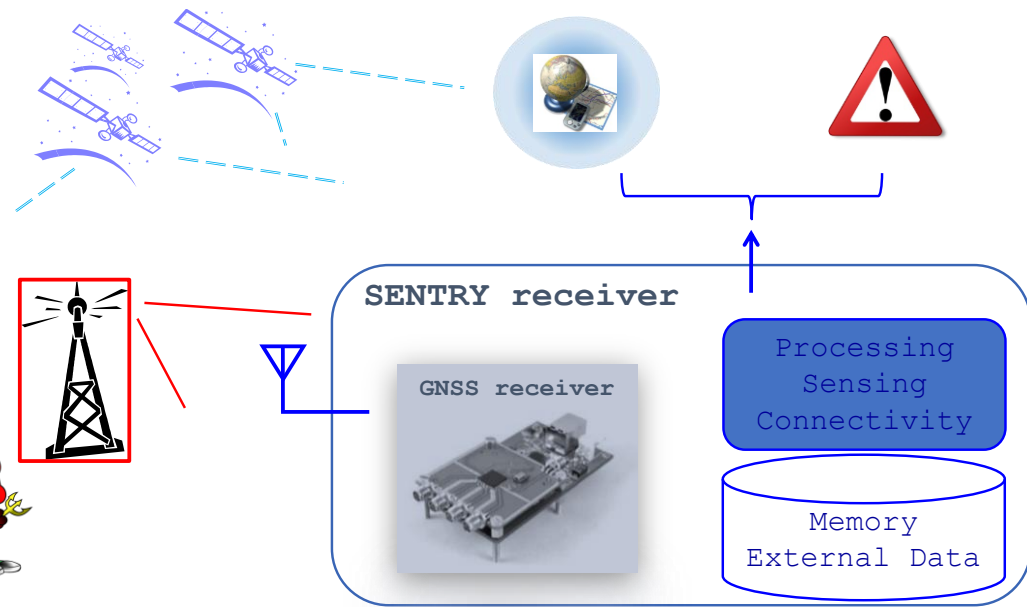 SENTRY receiver
GNSS receiver
Processing
Sensing
Connectivity
Memory
External Data